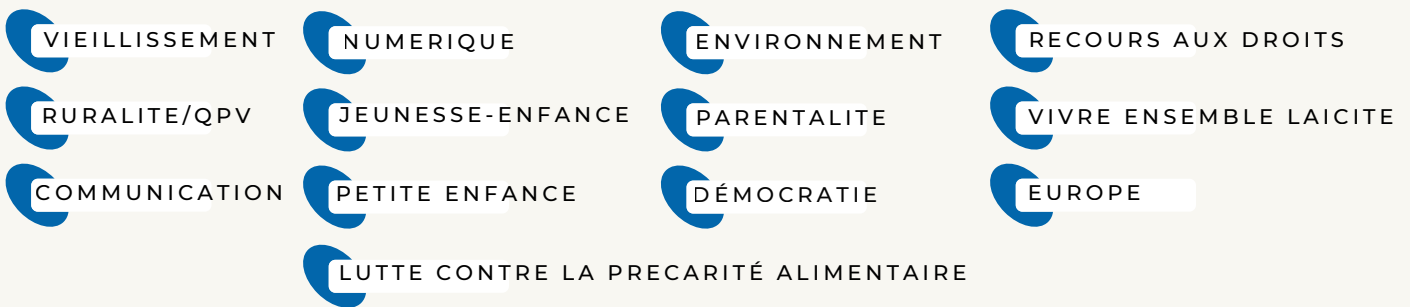 VIEILLISSEMENT
NUMERIQUE
ENVIRONNEMENT
RECOURS AUX DROITS
RURALITE/QPV
JEUNESSE-ENFANCE
PARENTALITE
VIVRE ENSEMBLE LAICITE
COMMUNICATION
PETITE ENFANCE
DÉMOCRATIE
EUROPE
LUTTE CONTRE LA PRECARITÉ ALIMENTAIRE